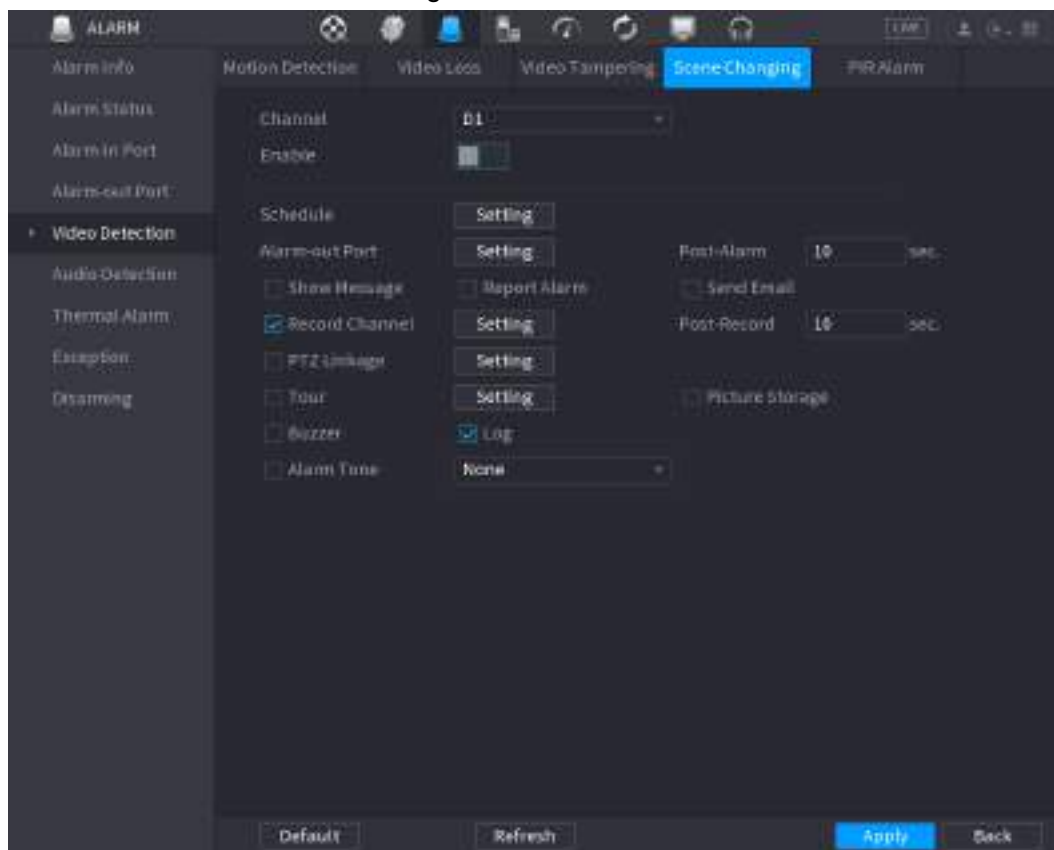 ALARM LIVE
Alarm Info Motion Detection Video Loss Video Tampering Scene Changing PIR Alarm
Alarm Status Channel D1
Alarm-in Port Enable
Alarm-out Port
Schedule Setting
Video Detection
Alarm-out Port Setting Post-Alarm 10 sec.
Audio Detection Show Message Report Alarm Send Email
Thermal Alarm Record Channel Setting Post-Record 10 sec.
Exception PTZ Linkage Setting
Disarming Tour Setting Picture Storage
Buzzer Log
Alarm Tone None
Default Refresh Apply Back